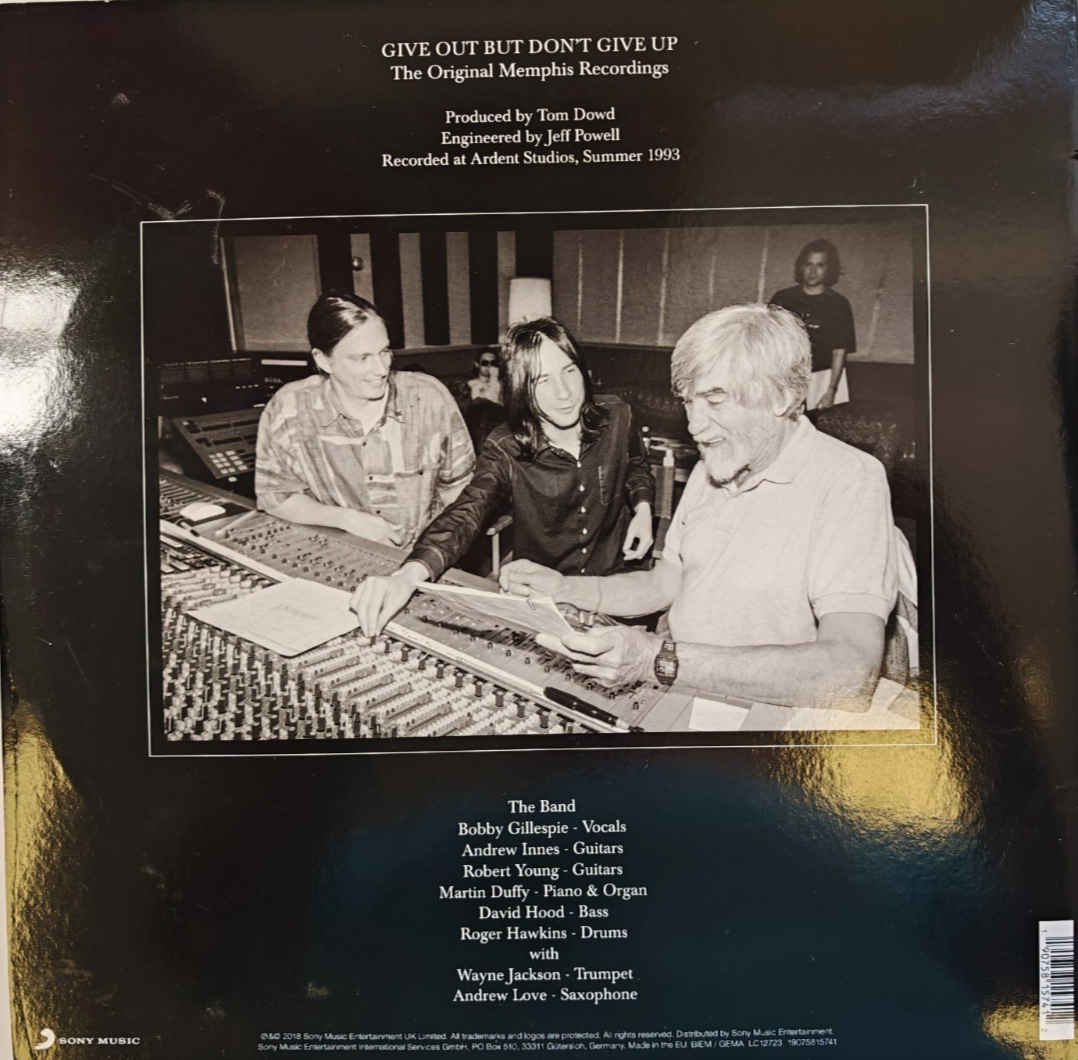 GIVE OUT BUT DON'T GIVE UP
The Original Memphis Recordings
Produced by Tom Dowd
Engineered by Jeff Powell
Recorded at Ardent Studios, Summer 1993
The Band
Bobby Gillespie - Vocals
Andrew Innes - Guitars
Robert Young - Guitars
Martin Duffy - Piano & Organ
David Hood - Bass
Roger Hawkins - Drums
with
Wayne Jackson - Trumpet
Andrew Love - Saxophone
1 90758 15741 2
SONY MUSIC
℗&© 2018 Sony Music Entertainment UK Limited. All trademarks and logos are protected. All rights reserved. Distributed by Sony Music Entertainment.
Sony Music Entertainment International Services GmbH, PO Box 510, 33311 Gütersloh, Germany. Made in the EU. BIEM / GEMA LC12723 19075815741